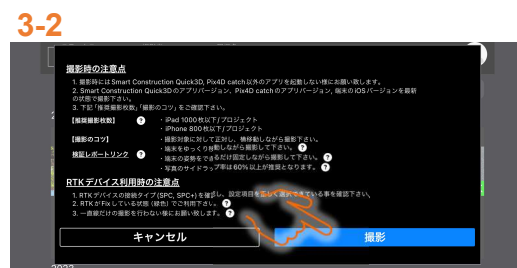 3-2
撮影時の注意点
1. 撮影時にはSmart Construction Quick3D, Pix4D catch以外のアプリを起動しない様にお願い致します。
2. Smart Construction Quick3Dのアプリバージョン、Pix4D catchのアプリバージョン, 端末のiOSバージョンを最新
の状態で撮影下さい。
3. 下記「推奨撮影枚数」「撮影のコツ」をご確認下さい。
【推奨撮影枚数】 ? ・iPad 1000枚以下/プロジェクト
・iPhone 800枚以下/プロジェクト
【撮影のコツ】 ・撮影対象に対して正対し、横移動しながら撮影下さい。
・端末をゆっくり移動しながら撮影して下さい。 ?
検証レポートリンク ? ・端末の姿勢をできるだけ固定しながら撮影して下さい。 ?
・写真のサイドラップ率は60%以上が推奨となります。 ?
RTKデバイス利用時の注意点
1. RTKデバイスの接続タイプ (SPC, SPC+) を確認し、設定項目を正しく選択できている事を確認下さい、
2. RTKがFixしている状態 (緑色) でご利用下さい。 ?
3. 一直線だけの撮影を行わない様にお願い致します。 ?
キャンセル 撮影